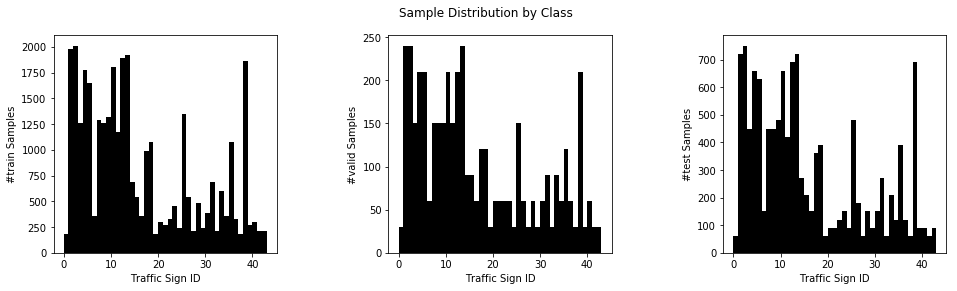 Sample Distribution by Class
#train Samples
2000
1750
1500
1250
1000
750
500
250
0
0 10 20 30 40
Traffic Sign ID
#valid Samples
250
200
150
100
50
0
0 10 20 30 40
Traffic Sign ID
#test Samples
700
600
500
400
300
200
100
0
0 10 20 30 40
Traffic Sign ID